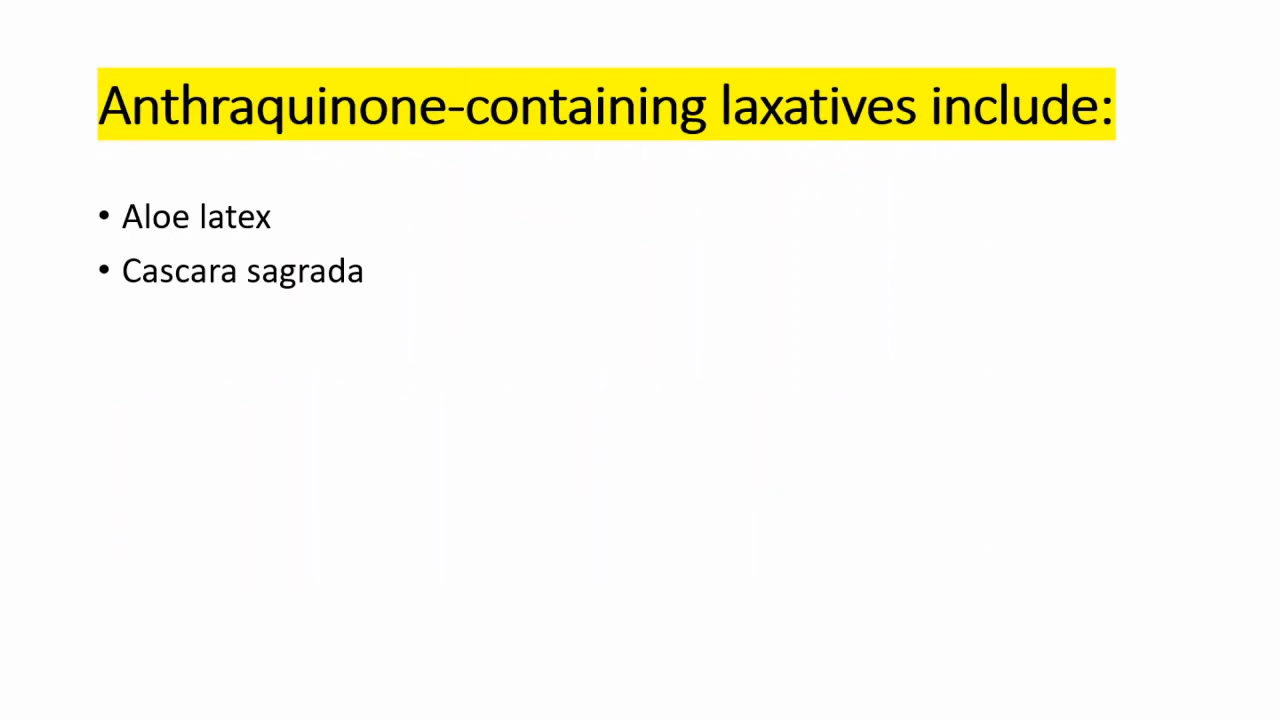 Anthraquinone-containing laxatives include:
• Aloe latex
• Cascara sagrada